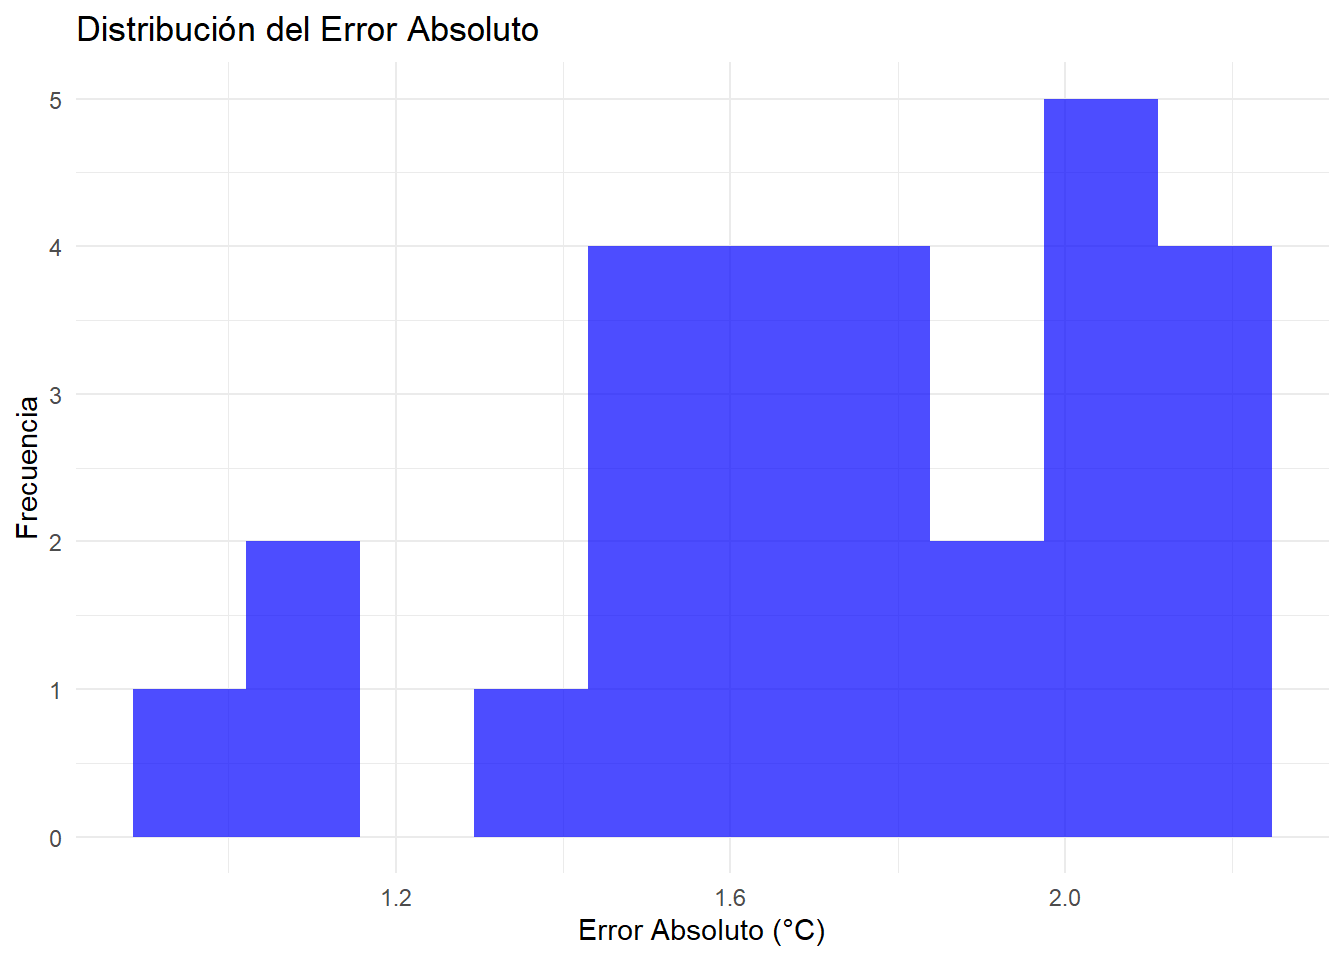 Distribución del Error Absoluto
5
4
3
2
1
0
Frecuencia
1.2 1.6 2.0
Error Absoluto (°C)